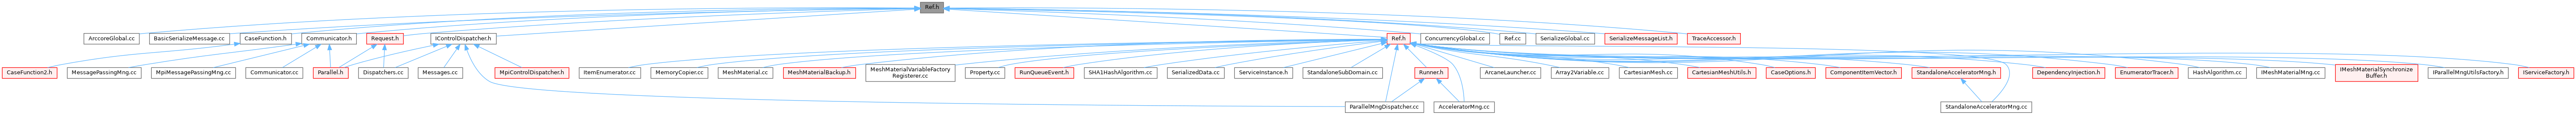 Ref.h
ArccoreGlobal.cc
BasicSerializeMessage.cc
CaseFunction.h
Communicator.h
Request.h
IControlDispatcher.h
Ref.h
ConcurrencyGlobal.cc
Ref.cc
SerializeGlobal.cc
SerializeMessageList.h
TraceAccessor.h
CaseFunction2.h
MessagePassingMng.cc
MpiMessagePassingMng.cc
Communicator.cc
Parallel.h
Dispatchers.cc
Messages.cc
MpiControlDispatcher.h
ItemEnumerator.cc
MemoryCopier.cc
MeshMaterial.cc
MeshMaterialBackup.h
MeshMaterialVariableFactory
Registerer.cc
Property.cc
RunQueueEvent.h
SHA1HashAlgorithm.cc
SerializedData.cc
ServiceInstance.h
StandaloneSubDomain.cc
Runner.h
ArcaneLauncher.cc
Array2Variable.cc
CartesianMesh.cc
CartesianMeshUtils.h
CaseOptions.h
ComponentItemVector.h
StandaloneAcceleratorMng.h
DependencyInjection.h
EnumeratorTracer.h
HashAlgorithm.cc
IMeshMaterialMng.cc
IMeshMaterialSynchronize
Buffer.h
IParallelMngUtilsFactory.h
IServiceFactory.h
ParallelMngDispatcher.cc
AcceleratorMng.cc
StandaloneAcceleratorMng.cc